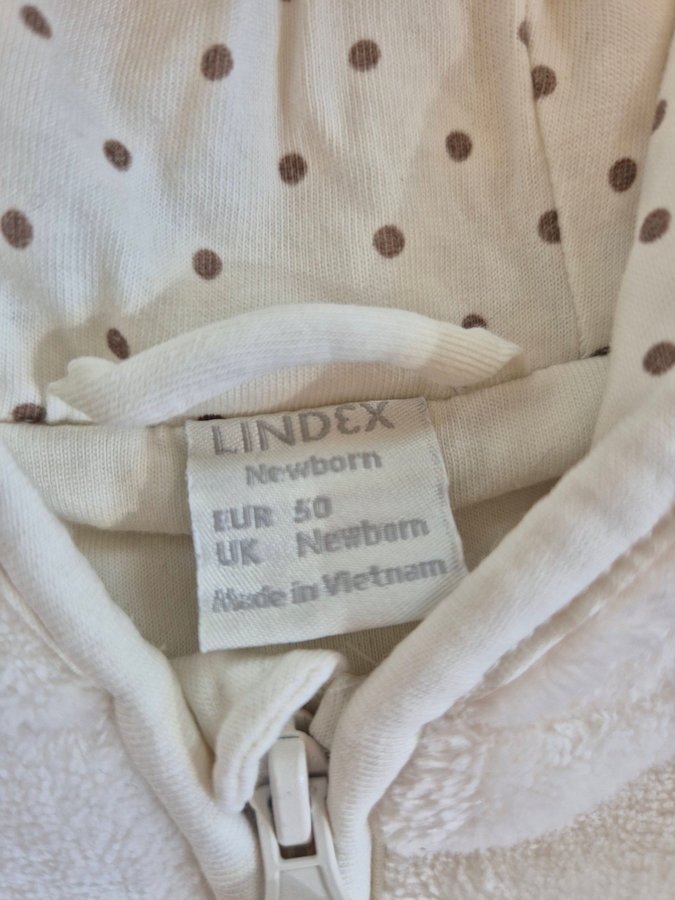 LINDEX
Newborn
EUR 50
UK Newborn
Made in Vietnam